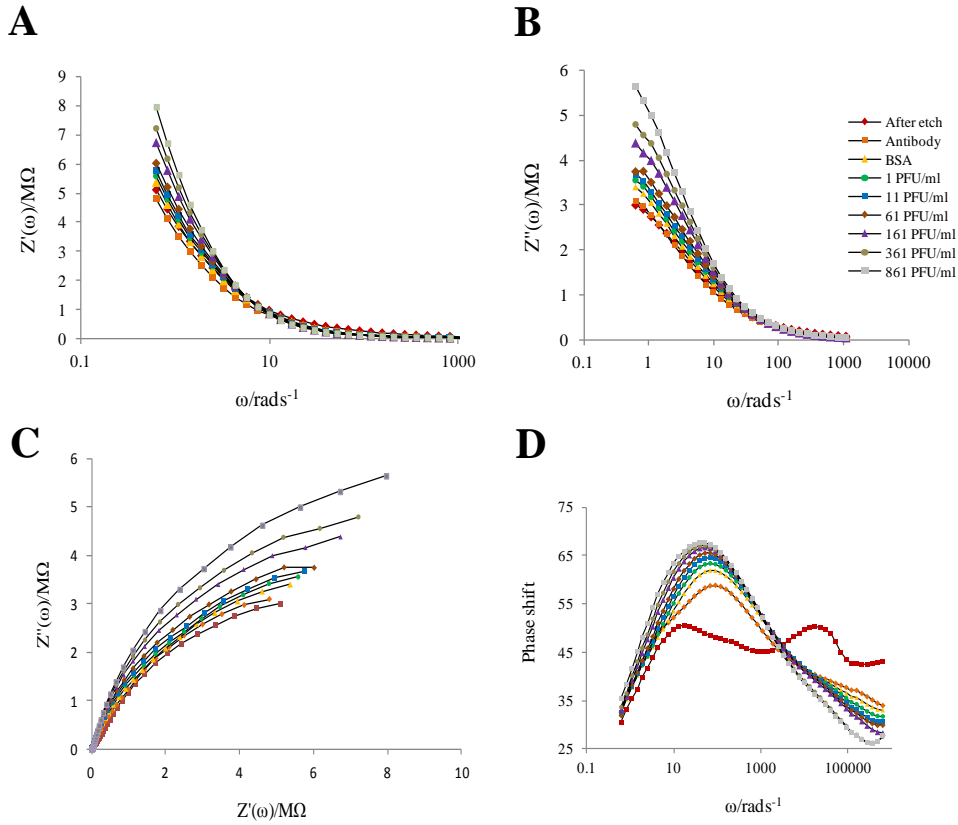 A
Z'(ω)/MΩ
9
8
7
6
5
4
3
2
1
0
0.1
10
1000
ω/rads⁻¹
B
Z''(ω)/MΩ
6
5
4
3
2
1
0
0.1
1
10
100
1000
10000
ω/rads⁻¹
After etch
Antibody
BSA
1 PFU/ml
11 PFU/ml
61 PFU/ml
161 PFU/ml
361 PFU/ml
861 PFU/ml
C
Z''(ω)/MΩ
6
5
4
3
2
1
0
0
2
4
6
8
10
Z'(ω)/MΩ
D
Phase shift
75
65
55
45
35
25
0.1
10
1000
100000
ω/rads⁻¹